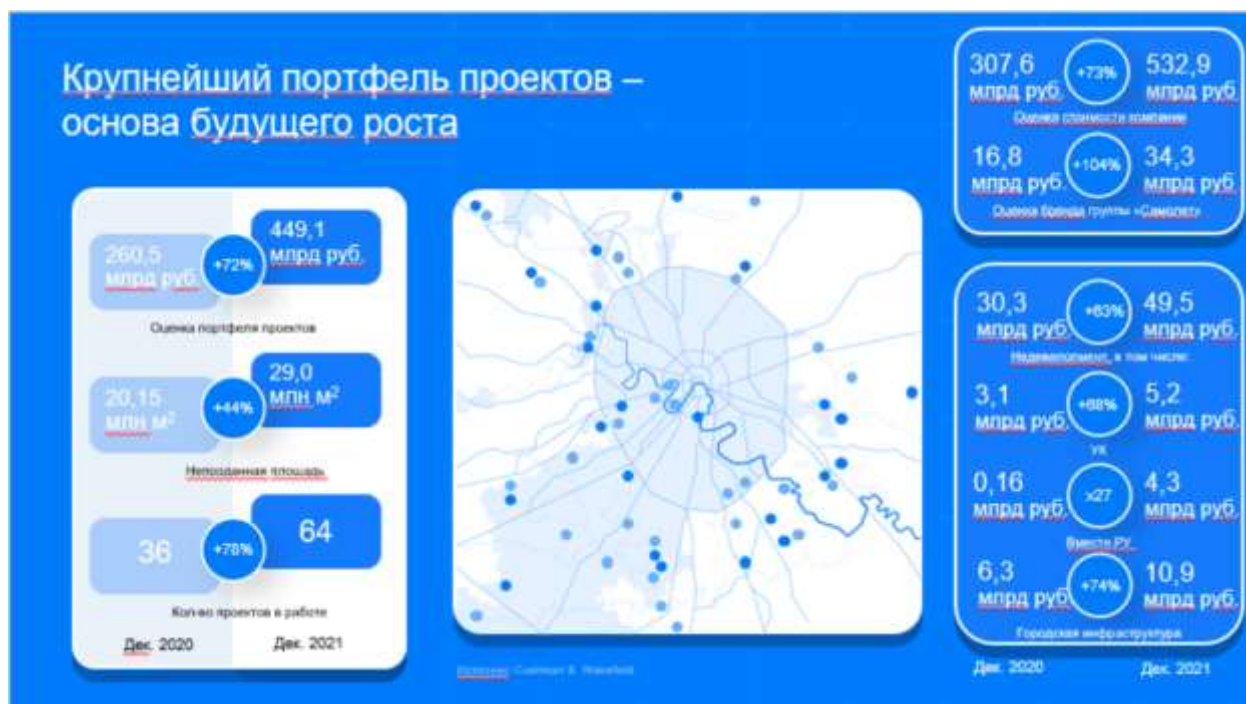 Крупнейший портфель проектов –
основа будущего роста
260,5
млрд руб.
+72%
449,1
млрд руб.
Оценка портфеля проектов
20,15
млн м²
+44%
29,0
млн м²
Непроданная площадь
36
+78%
64
Кол-во проектов в работе
Дек. 2020
Дек. 2021
Источник: Cushman & Wakefield
307,6
млрд руб.
+73%
532,9
млрд руб.
Оценка стоимости компании
16,8
млрд руб.
+104%
34,3
млрд руб.
Оценка бренда группы «Самолет»
30,3
млрд руб.
+63%
49,5
млрд руб.
Недевелопмент, в том числе:
3,1
млрд руб.
+68%
5,2
млрд руб.
УК
0,16
млрд руб.
x27
4,3
млрд руб.
Вместе.РУ
6,3
млрд руб.
+74%
10,9
млрд руб.
Городская инфраструктура
Дек. 2020
Дек. 2021